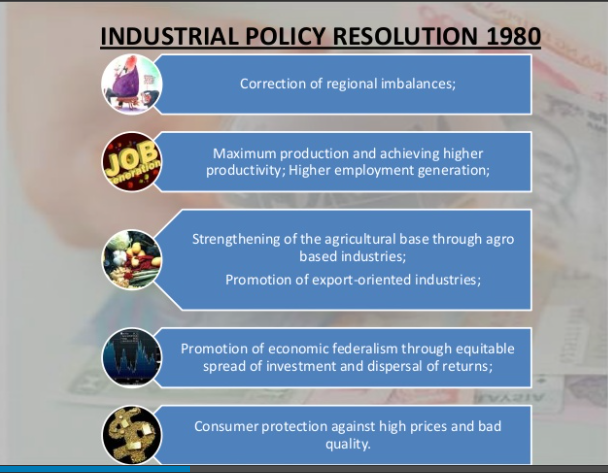 INDUSTRIAL POLICY RESOLUTION 1980
Correction of regional imbalances;
JOB
Generation
Maximum production and achieving higher
productivity; Higher employment generation;
Strengthening of the agricultural base through agro
based industries;
Promotion of export-oriented industries;
Promotion of economic federalism through equitable
spread of investment and dispersal of returns;
Consumer protection against high prices and bad
quality.